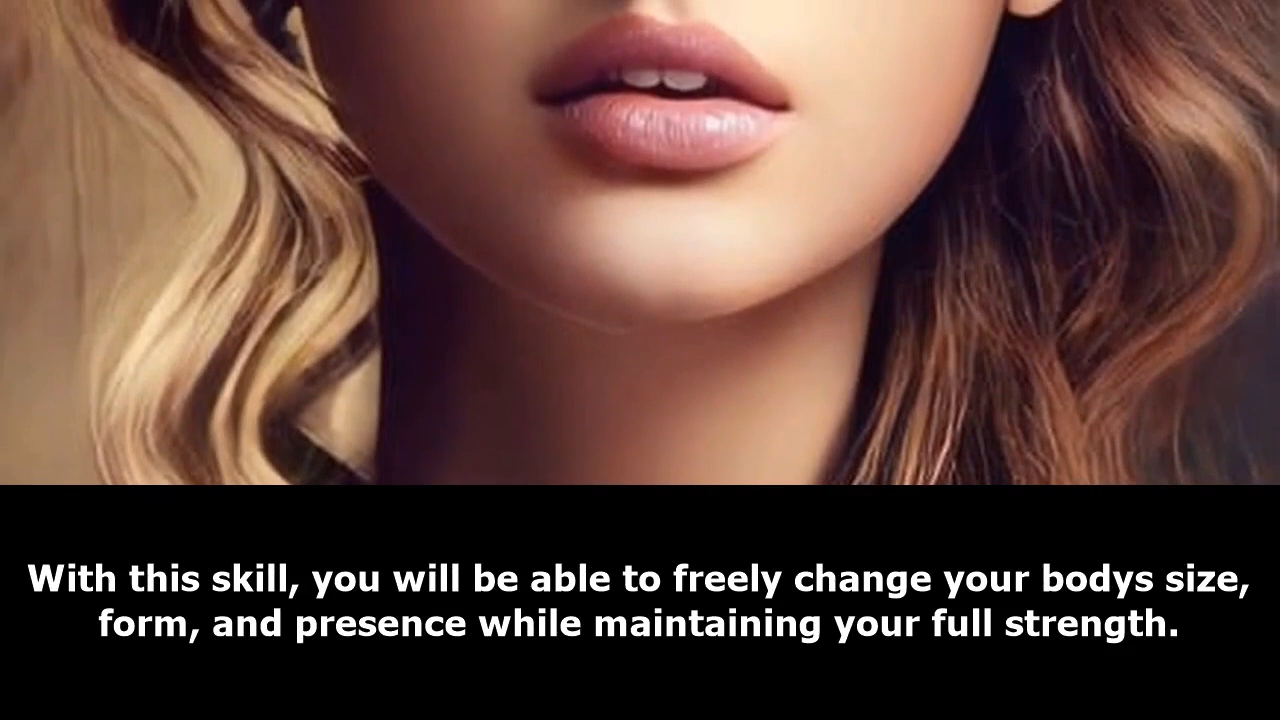 With this skill, you will be able to freely change your bodys size,
form, and presence while maintaining your full strength.